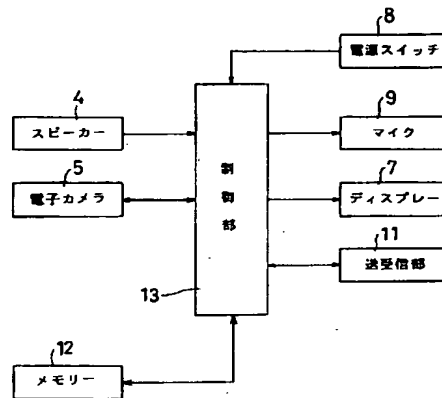 8
電源スイッチ
4
スピーカー
9
マイク
5
電子カメラ
制御部
7
ディスプレー
11
送受信部
13
12
メモリー